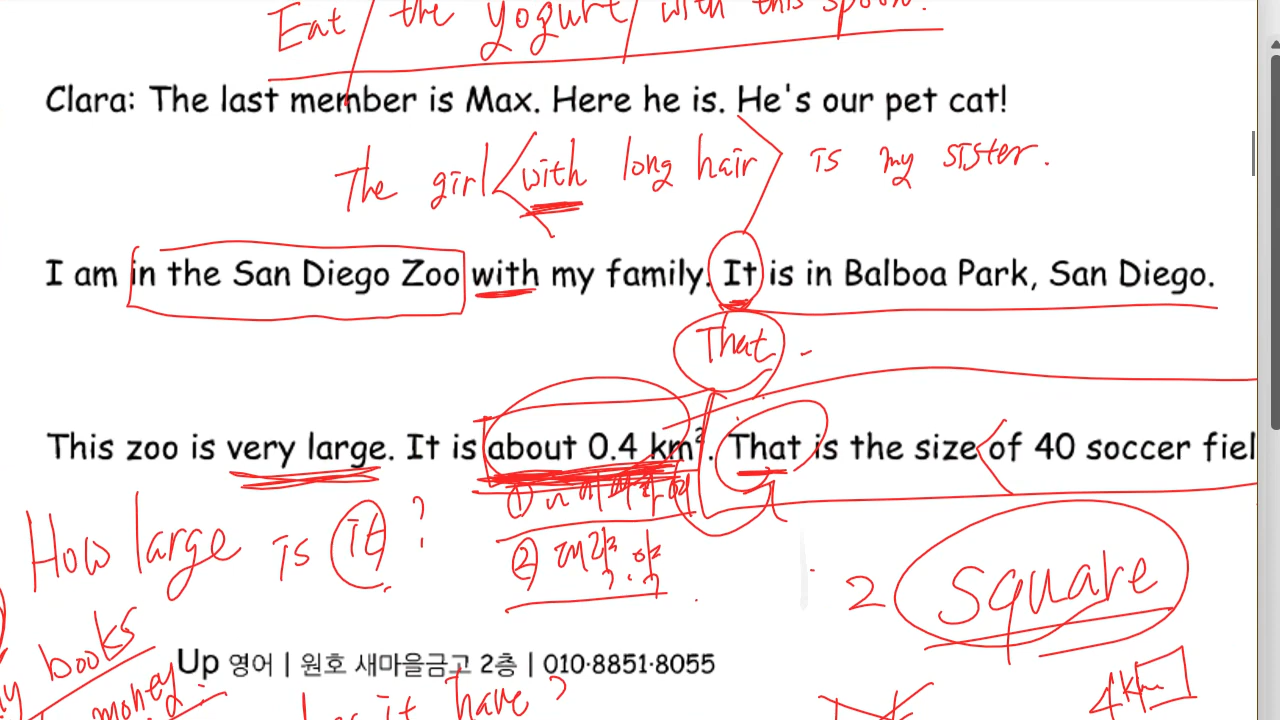 Eat / the yogurt / with this spoon.
Clara: The last member is Max. Here he is. He's our pet cat!
The girl < with long hair > is my sister.
I am in the San Diego Zoo with my family. It is in Balboa Park, San Diego.
That
This zoo is very large. It is about 0.4 km². That is the size of 40 soccer fiel
How large is it?
① ~
② 대략 약
2 square
books
money
Up 영어 | 원호 새마을금고 2층 | 010·8851·8055
it have?
4km